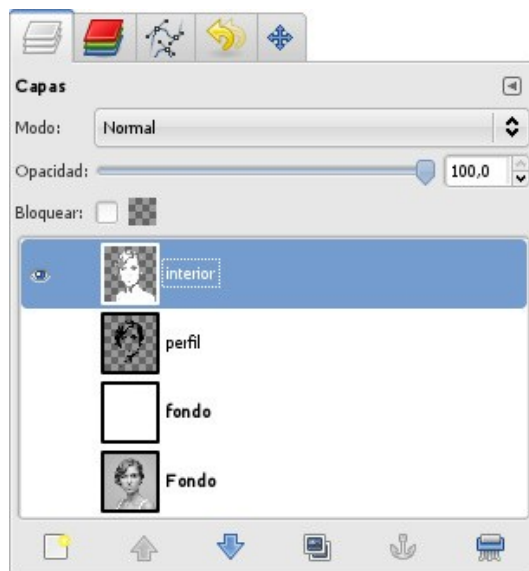 Capas
Modo: Normal
Opacidad: 100,0
Bloquear:
interior
perfil
fondo
Fondo